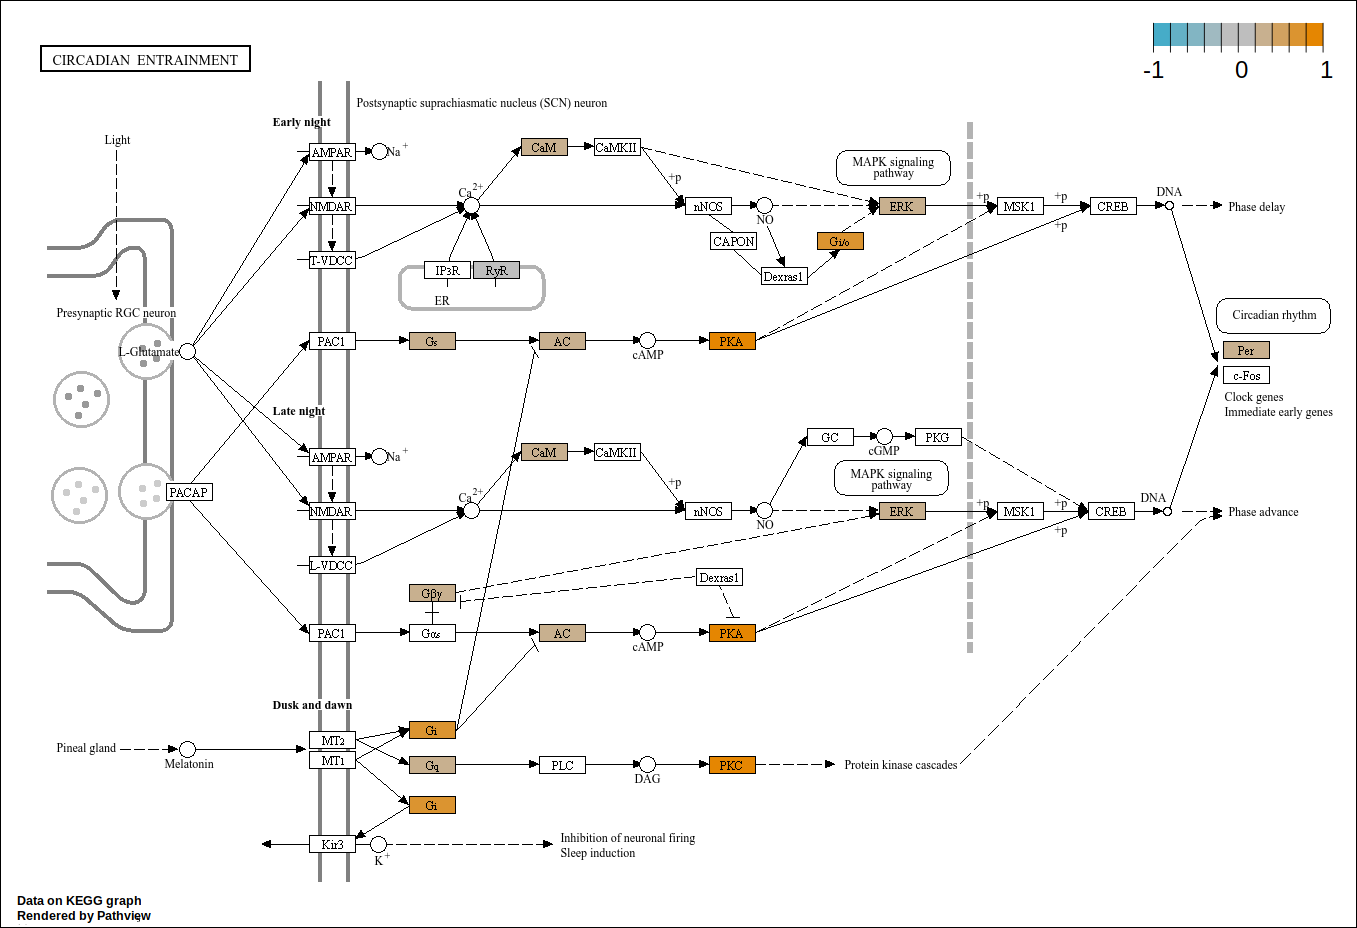 CIRCADIAN ENTRAINMENT
-1 0 1
Postsynaptic suprachiasmatic nucleus (SCN) neuron
Early night
Light
AMPAR
Na+
CaM
CaMKII
MAPK signaling
pathway
+p
Ca2+
NMDAR
nNOS
NO
ERK
+p
MSK1
+p
CREB
DNA
Phase delay
+p
CAPON
Gi/o
T-VDCC
IP3R
RyR
Dexras1
ER
Presynaptic RGC neuron
Circadian rhythm
L-Glutamate
PAC1
Gs
AC
cAMP
PKA
Per
c-Fos
Clock genes
Immediate early genes
Late night
AMPAR
Na+
CaM
CaMKII
GC
cGMP
PKG
MAPK signaling
pathway
+p
PACAP
Ca2+
NMDAR
nNOS
NO
ERK
+p
MSK1
+p
CREB
DNA
Phase advance
+p
L-VDCC
Dexras1
Gβγ
PAC1
Gαs
AC
cAMP
PKA
Dusk and dawn
Gi
MT2
Pineal gland
Melatonin
MT1
Gq
PLC
DAG
PKC
Protein kinase cascades
Gi
Kir3
K+
Inhibition of neuronal firing
Sleep induction
Data on KEGG graph
Rendered by Pathview